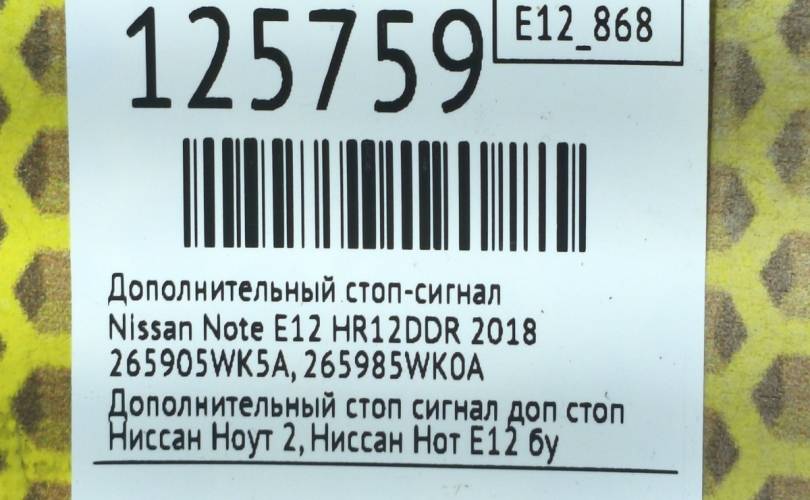 125759
E12_868
Дополнительный стоп-сигнал
Nissan Note E12 HR12DDR 2018
265905WK5A, 265985WK0A
Дополнительный стоп сигнал доп стоп
Ниссан Ноут 2, Ниссан Нот Е12 бу